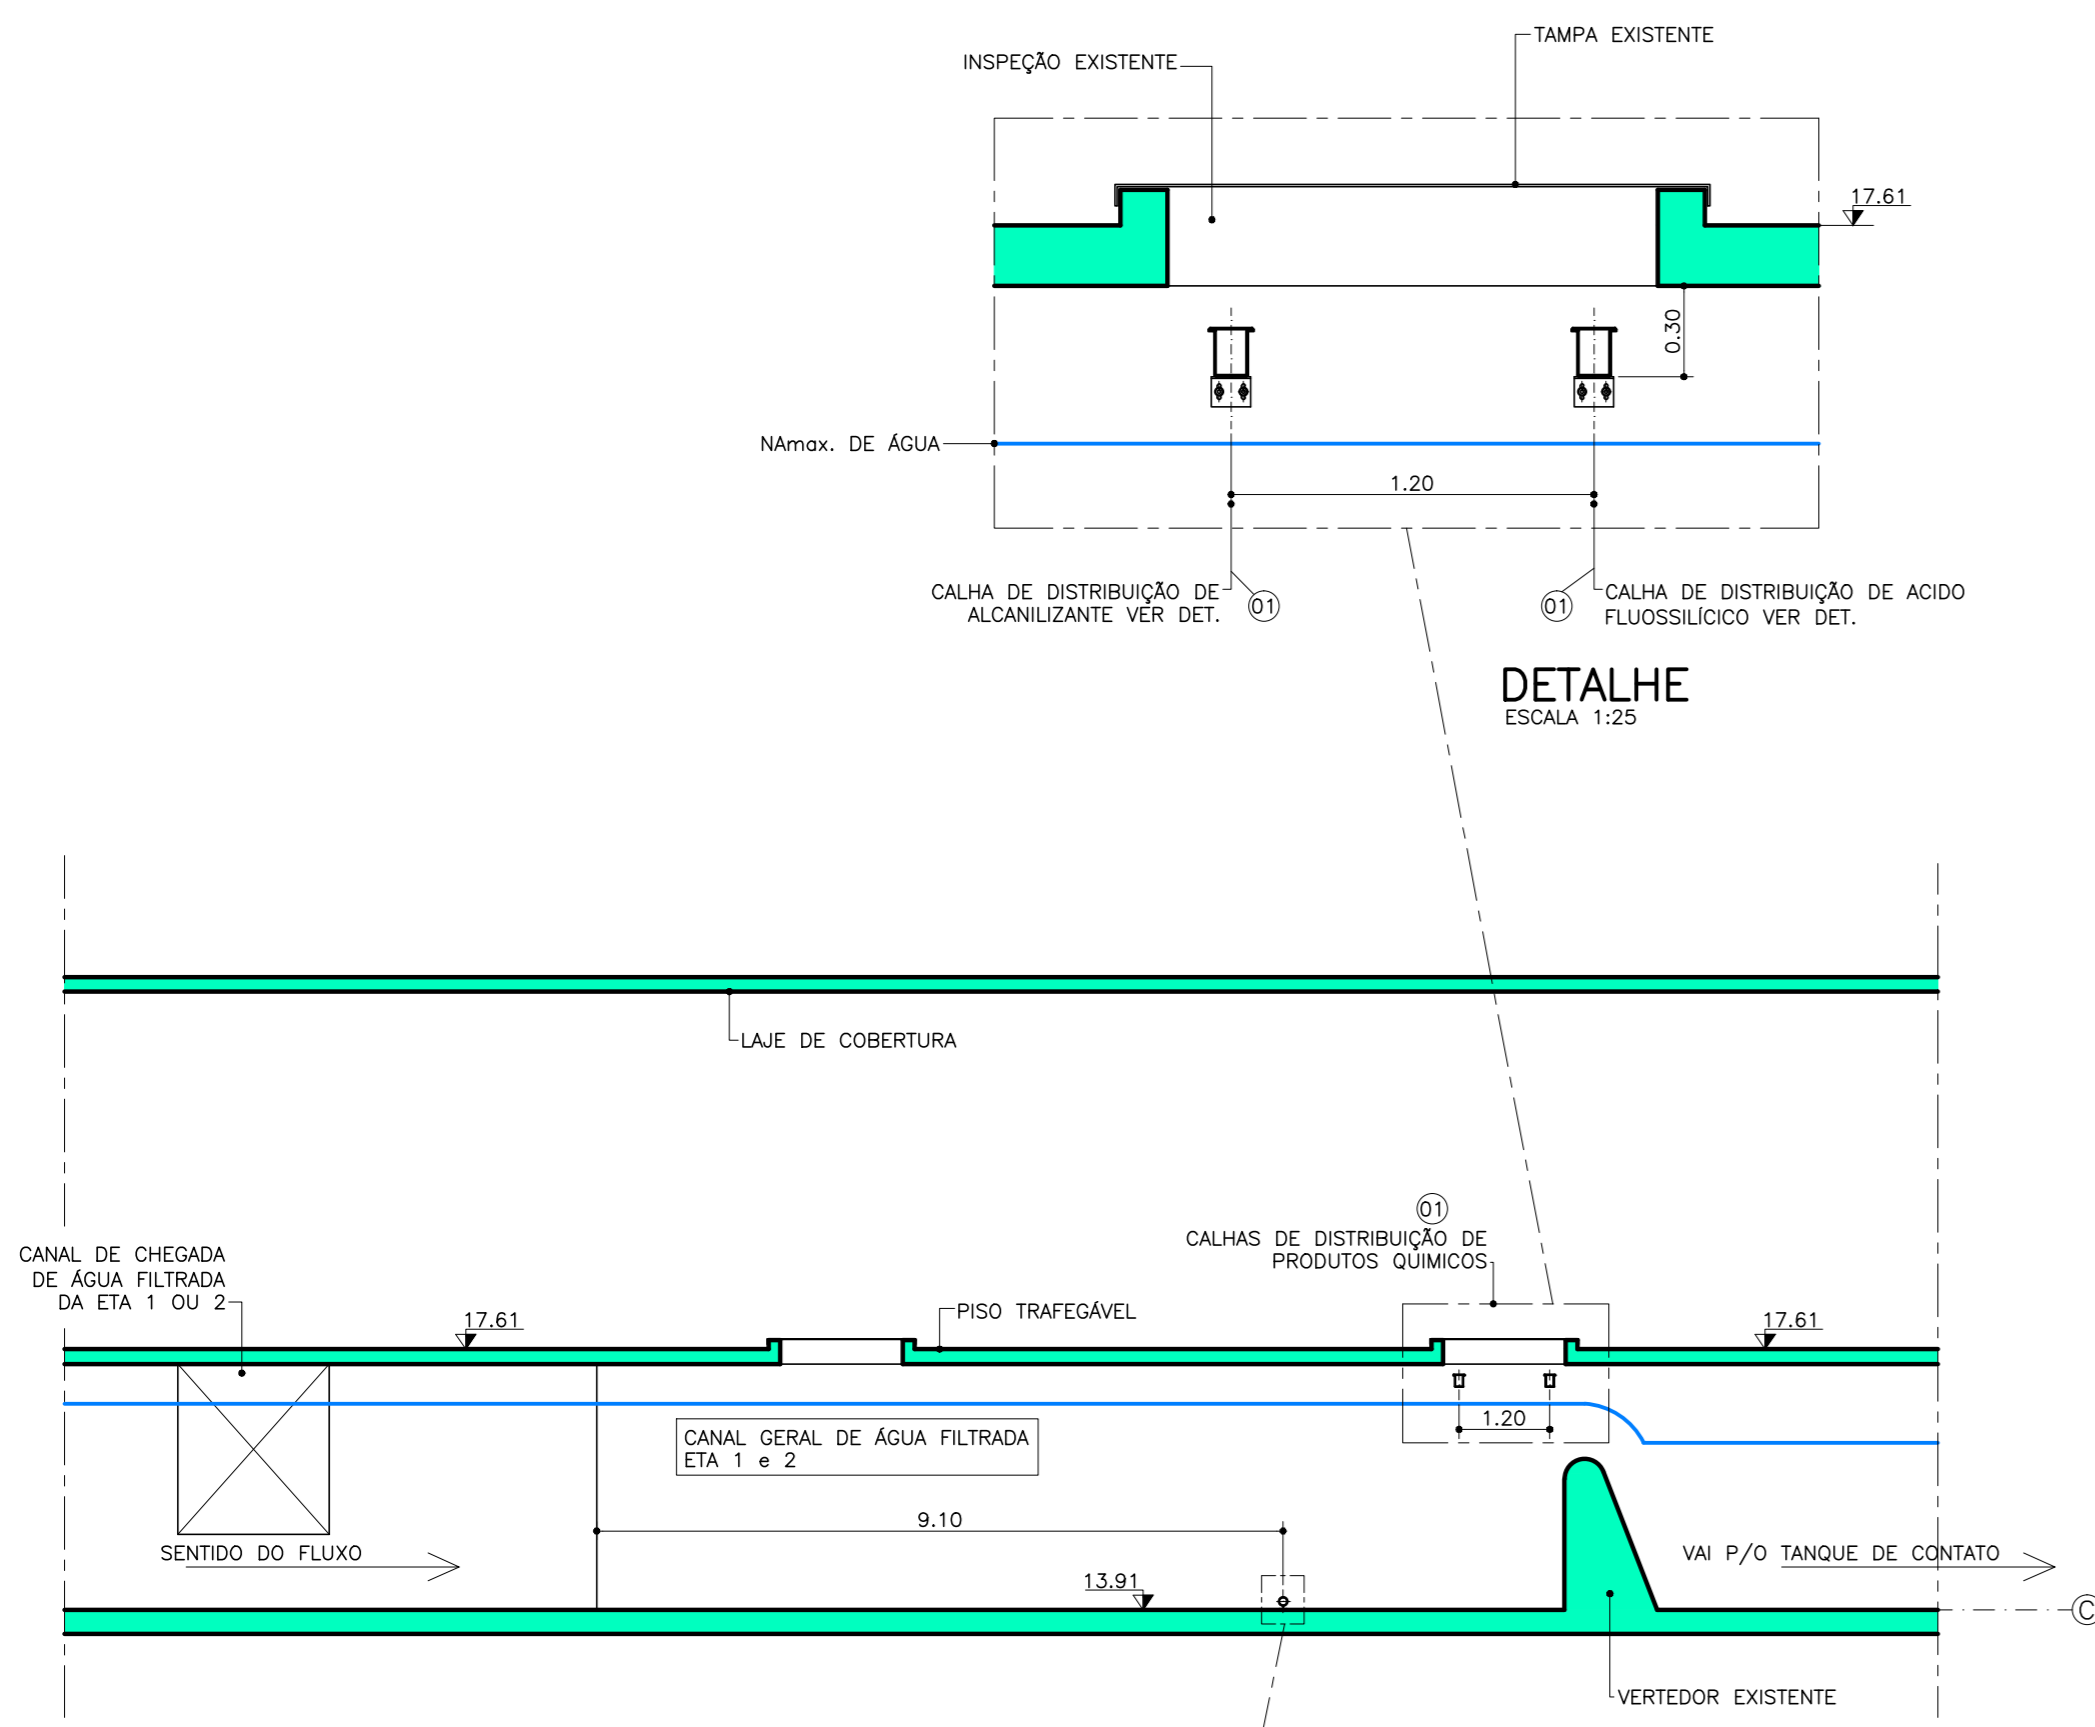 TAMPA EXISTENTE
INSPEÇÃO EXISTENTE
17.61
0.30
NAmax. DE ÁGUA
1.20
CALHA DE DISTRIBUIÇÃO DE
ALCANILIZANTE VER DET.
01
01
CALHA DE DISTRIBUIÇÃO DE ACIDO
FLUOSSILÍCICO VER DET.
DETALHE
ESCALA 1:25
LAJE DE COBERTURA
01
CALHAS DE DISTRIBUIÇÃO DE
PRODUTOS QUIMICOS
CANAL DE CHEGADA
DE ÁGUA FILTRADA
DA ETA 1 OU 2
17.61
PISO TRAFEGÁVEL
17.61
1.20
CANAL GERAL DE ÁGUA FILTRADA
ETA 1 e 2
9.10
SENTIDO DO FLUXO
VAI P/O TANQUE DE CONTATO
13.91
C
VERTEDOR EXISTENTE